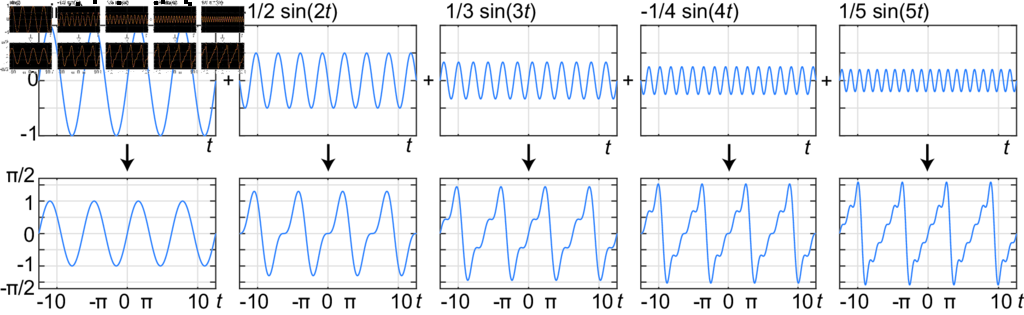 1/2 sin(2t) 1/3 sin(3t) -1/4 sin(4t) 1/5 sin(5t)
0 + + + +
-1
t t t t t
π/2
1
0
-1
-π/2
-10 -π 0 π 10 t -10 -π 0 π 10 t -10 -π 0 π 10 t -10 -π 0 π 10 t -10 -π 0 π 10 t